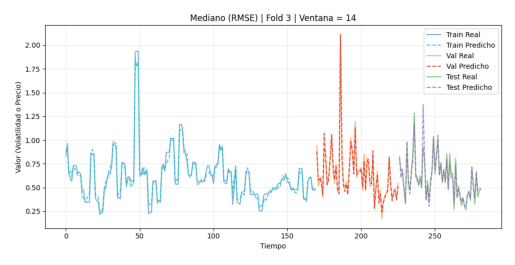 Mediano (RMSE) | Fold 3 | Ventana = 14
Train Real
Train Predicho
Val Real
Val Predicho
Test Real
Test Predicho
Valor (Volatilidad o Precio)
2.00
1.75
1.50
1.25
1.00
0.75
0.50
0.25
0
50
100
150
200
250
Tiempo